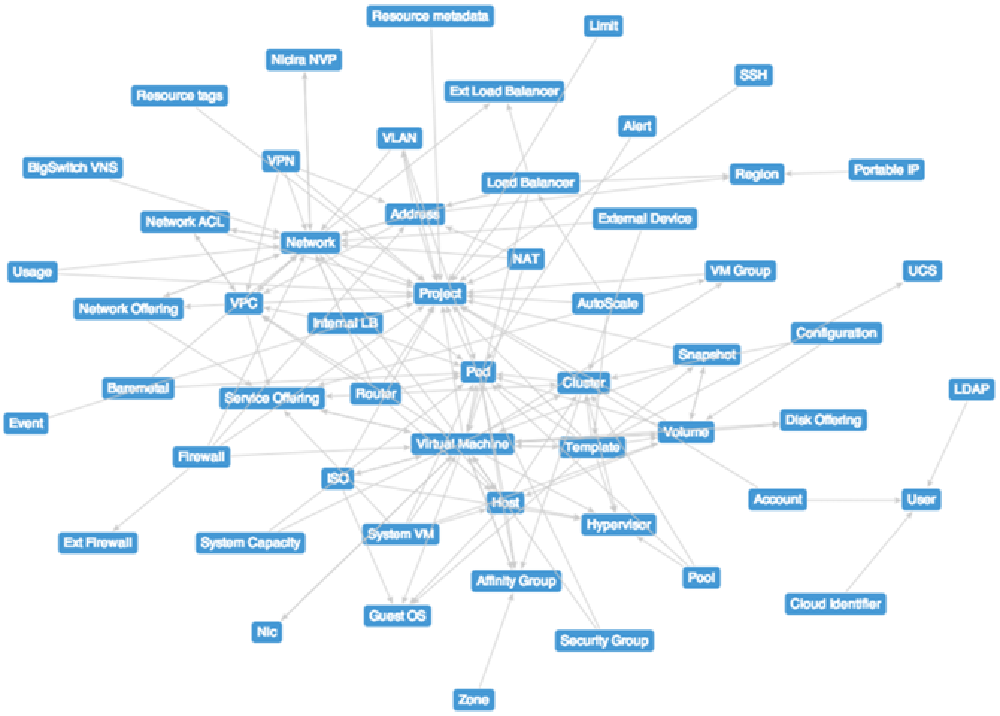 Resource metadata
Limit
Nicira NVP
SSH
Resource tags
Ext Load Balancer
Alert
VLAN
BigSwitch VNS
VPN
Load Balancer
Region
Portable IP
Network ACL
Address
External Device
Network
NAT
Usage
VM Group
UCS
Project
Network Offering
VPC
AutoScale
Internal LB
Configuration
Snapshot
Pod
Cluster
Baremetal
Service Offering
Router
LDAP
Event
Disk Offering
Volume
Virtual Machine
Template
Firewall
ISO
Host
Account
User
Hypervisor
Ext Firewall
System Capacity
System VM
Affinity Group
Pool
Cloud Identifier
Guest OS
Nic
Security Group
Zone